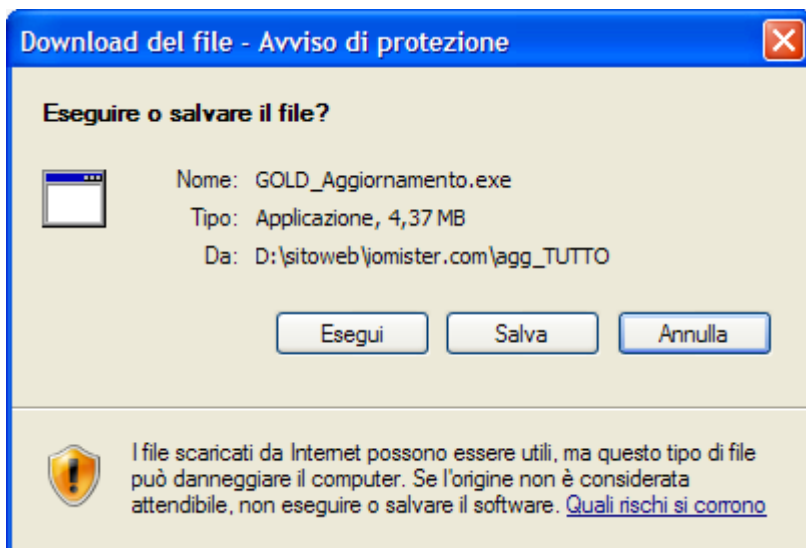 Download del file - Avviso di protezione
Eseguire o salvare il file?
Nome: GOLD_Aggiornamento.exe
Tipo: Applicazione, 4,37 MB
Da: D:\sitoweb\iomister.com\agg_TUTTO
Esegui Salva Annulla
I file scaricati da Internet possono essere utili, ma questo tipo di file
può danneggiare il computer. Se l'origine non è considerata
attendibile, non eseguire o salvare il software. Quali rischi si corrono